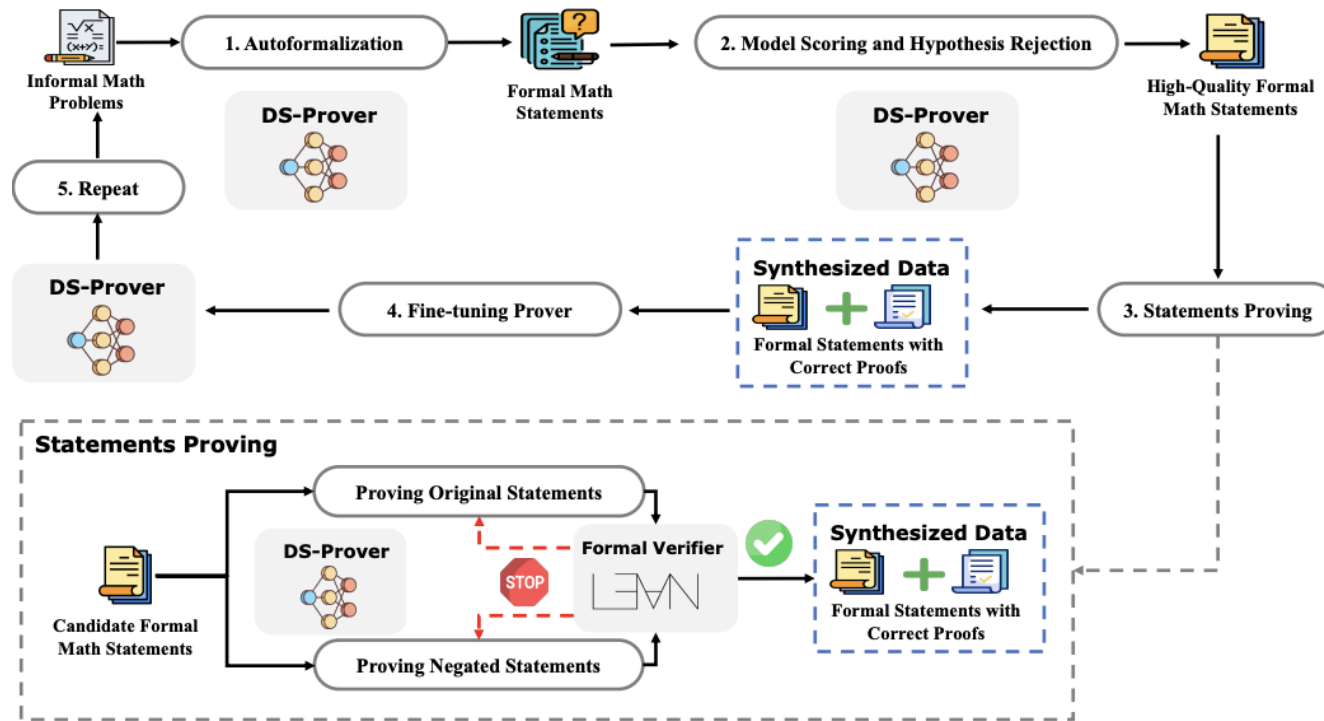 √x
(x+y)=
1. Autoformalization
?
2. Model Scoring and Hypothesis Rejection
Informal Math
Problems
Formal Math
Statements
High-Quality Formal
Math Statements
DS-Prover
DS-Prover
5. Repeat
DS-Prover
4. Fine-tuning Prover
Synthesized Data
Formal Statements with
Correct Proofs
3. Statements Proving
Statements Proving
Proving Original Statements
Candidate Formal
Math Statements
DS-Prover
STOP
Formal Verifier
LEAN
Synthesized Data
Formal Statements with
Correct Proofs
Proving Negated Statements